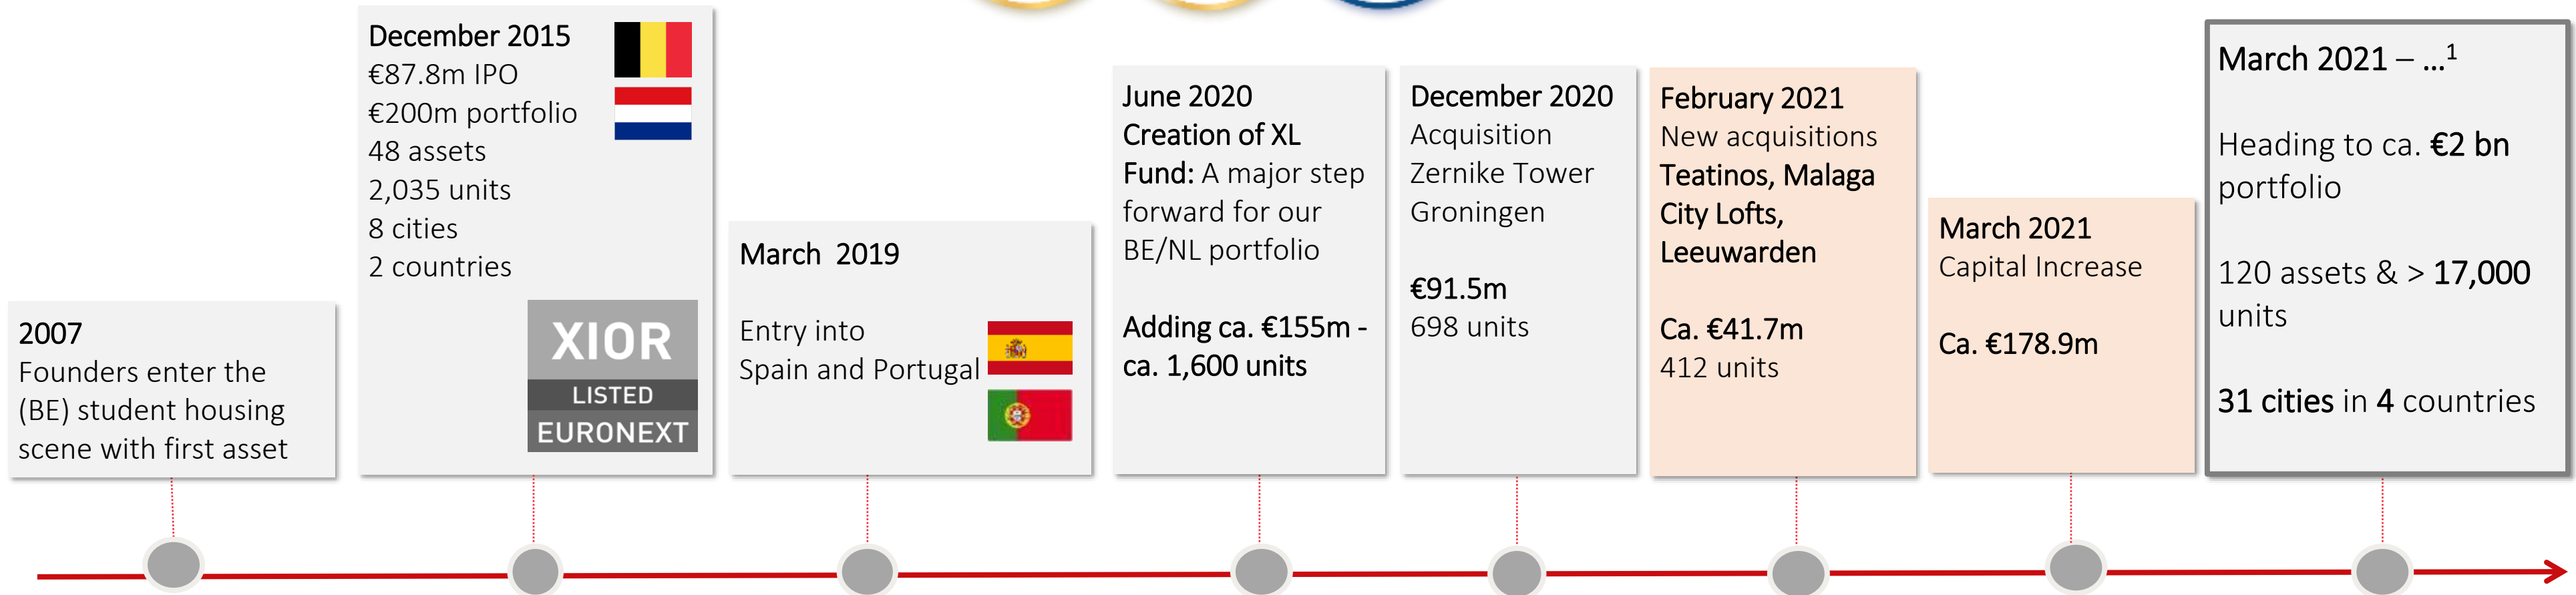 2007
Founders enter the
(BE) student housing
scene with first asset
December 2015
€87.8m IPO
€200m portfolio
48 assets
2,035 units
8 cities
2 countries
XIOR
LISTED
EURONEXT
March 2019
Entry into
Spain and Portugal
June 2020
Creation of XL
Fund: A major step
forward for our
BE/NL portfolio
Adding ca. €155m -
ca. 1,600 units
December 2020
Acquisition
Zernike Tower
Groningen
€91.5m
698 units
February 2021
New acquisitions
Teatinos, Malaga
City Lofts,
Leeuwarden
Ca. €41.7m
412 units
March 2021
Capital Increase
Ca. €178.9m
March 2021 – …¹
Heading to ca. €2 bn
portfolio
120 assets & > 17,000
units
31 cities in 4 countries